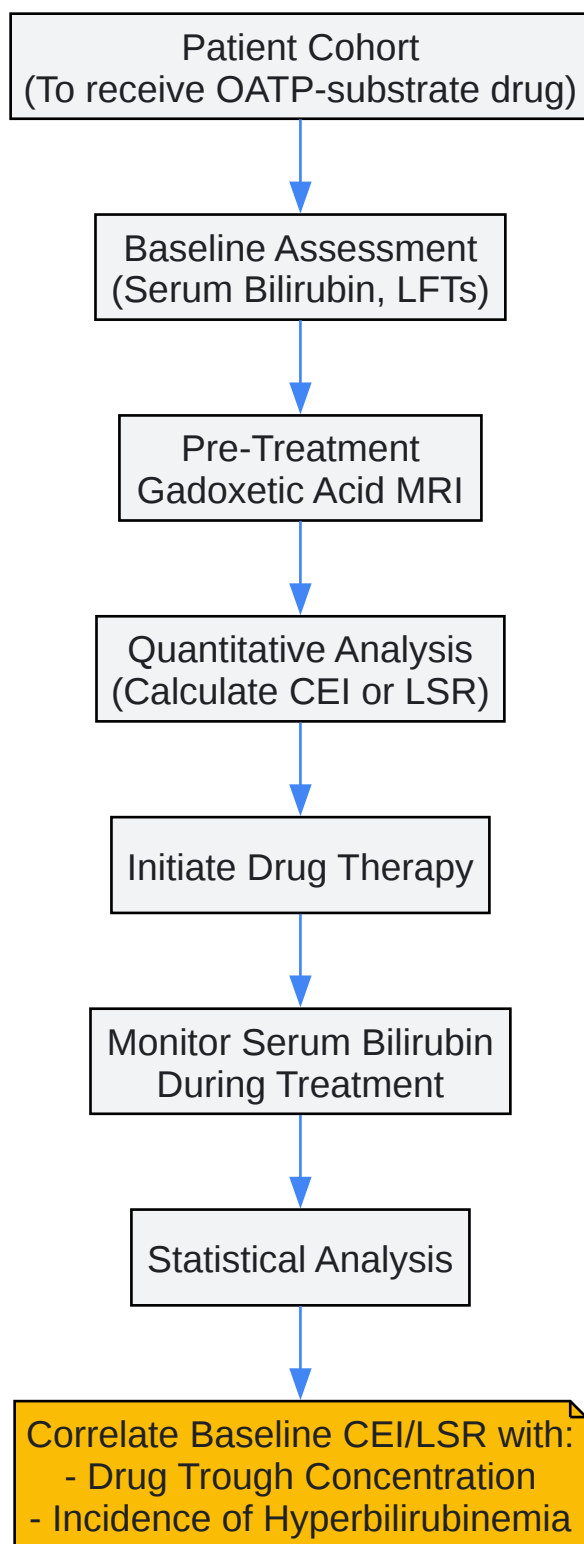 Patient Cohort
(To receive OATP-substrate drug)
Baseline Assessment
(Serum Bilirubin, LFTs)
Pre-Treatment
Gadoxetic Acid MRI
Quantitative Analysis
(Calculate CEI or LSR)
Initiate Drug Therapy
Monitor Serum Bilirubin
During Treatment
Statistical Analysis
Correlate Baseline CEI/LSR with:
- Drug Trough Concentration
- Incidence of Hyperbilirubinemia